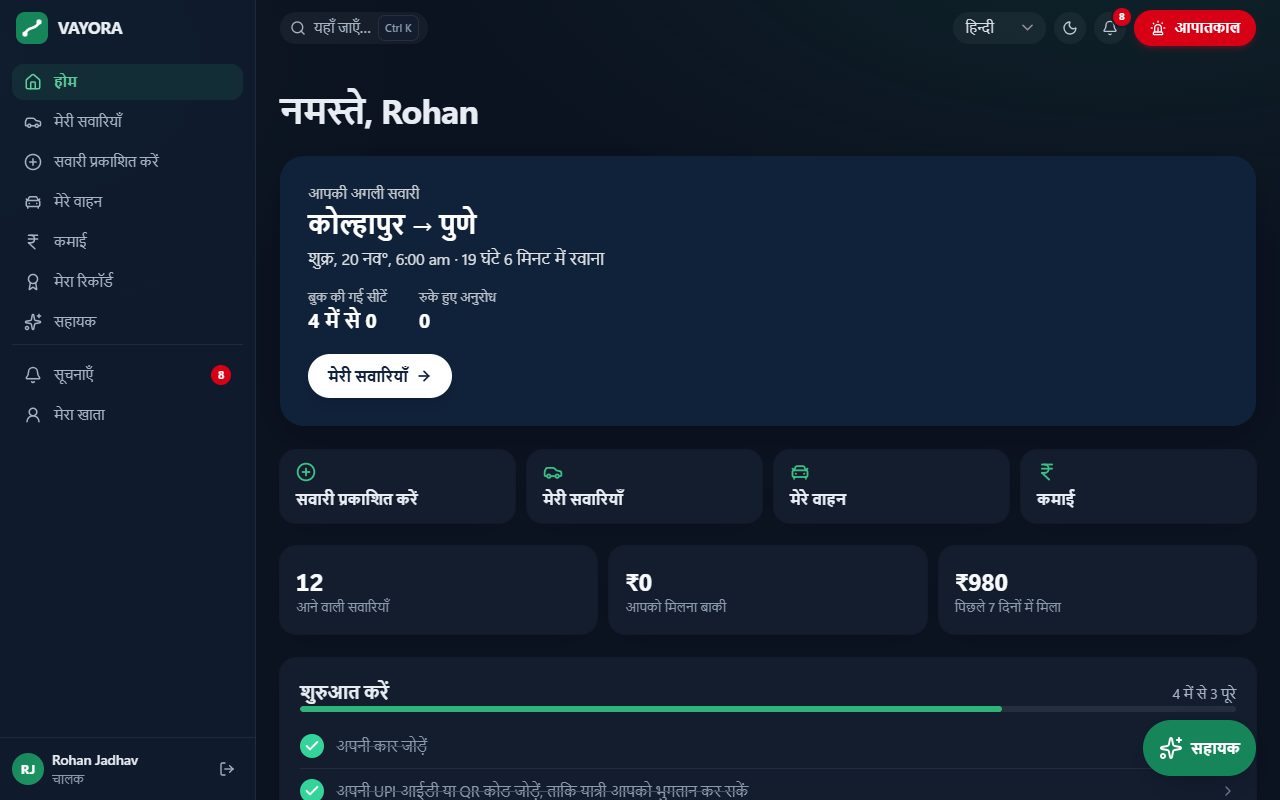 VAYORA
यहाँ जाएँ... Ctrl K
हिन्दी
8
आपातकाल
होम
मेरी सवारियाँ
सवारी प्रकाशित करें
मेरे वाहन
कमाई
मेरा रिकॉर्ड
सहायक
सूचनाएँ 8
मेरा खाता
RJ
Rohan Jadhav
चालक
नमस्ते, Rohan
आपकी अगली सवारी
कोल्हापुर → पुणे
शुक्र, 20 नव॰, 6:00 am · 19 घंटे 6 मिनट में रवाना
बुक की गई सीटें रुके हुए अनुरोध
4 में से 0 0
मेरी सवारियाँ →
सवारी प्रकाशित करें
मेरी सवारियाँ
मेरे वाहन
₹
कमाई
12
आने वाली सवारियाँ
₹0
आपको मिलना बाकी
₹980
पिछले 7 दिनों में मिला
शुरुआत करें
4 में से 3 पूरे
अपनी कार जोड़ें
अपनी UPI आईडी या QR कोड जोड़ें, ताकि यात्री आपको भुगतान कर सकें
सहायक